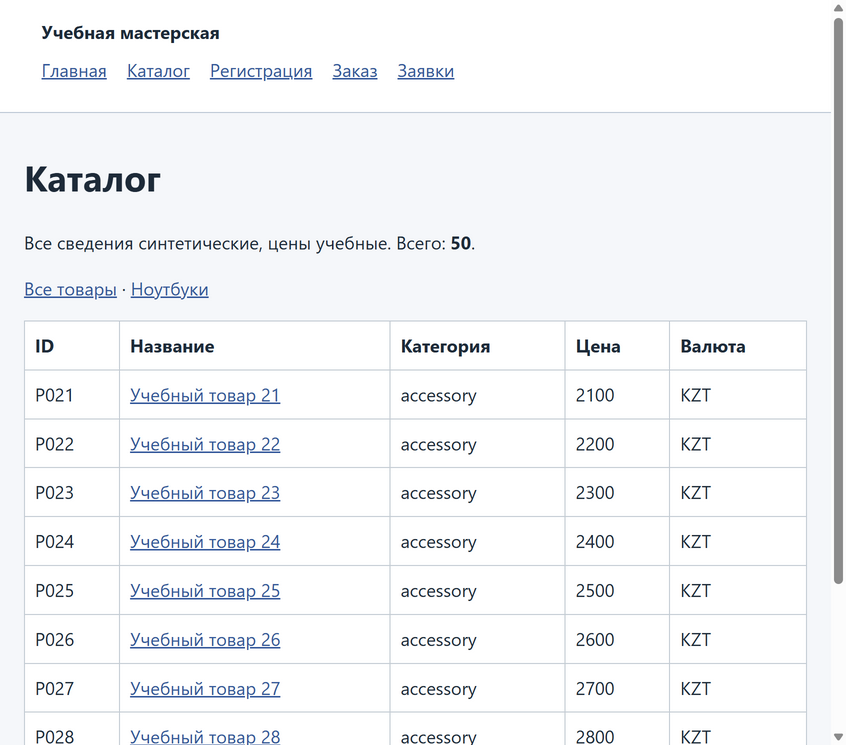 Учебная мастерская
Главная Каталог Регистрация Заказ Заявки
Каталог
Все сведения синтетические, цены учебные. Всего: 50.
Все товары · Ноутбуки
ID Название Категория Цена Валюта
P021 Учебный товар 21 accessory 2100 KZT
P022 Учебный товар 22 accessory 2200 KZT
P023 Учебный товар 23 accessory 2300 KZT
P024 Учебный товар 24 accessory 2400 KZT
P025 Учебный товар 25 accessory 2500 KZT
P026 Учебный товар 26 accessory 2600 KZT
P027 Учебный товар 27 accessory 2700 KZT
P028 Учебный товар 28 accessory 2800 KZT